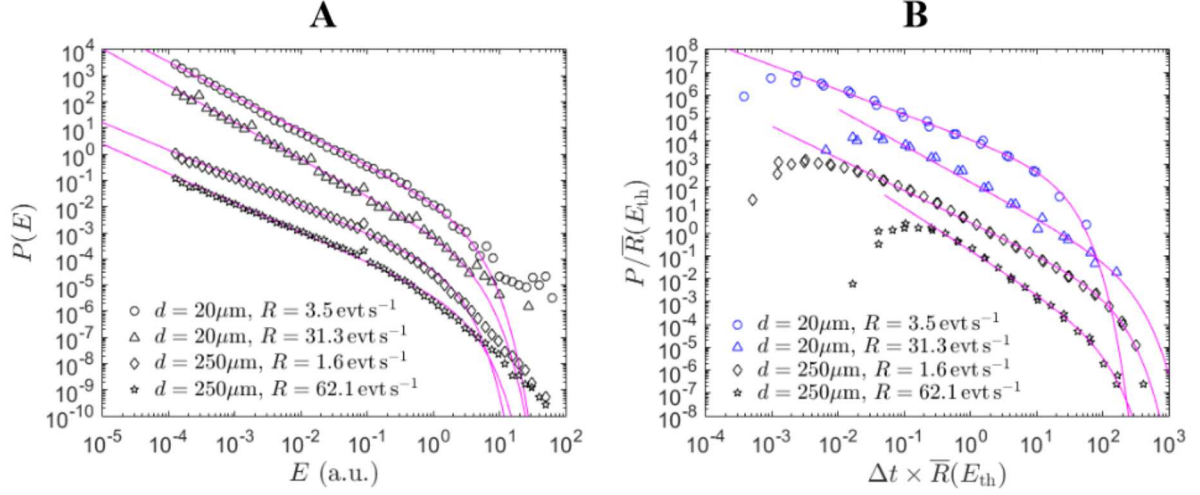 A
B
10^4
10^3
10^2
10^1
10^0
10^-1
10^-2
10^-3
10^-4
10^-5
10^-6
10^-7
10^-8
10^-9
10^-10
P(E)
d = 20μm, R = 3.5 evt s^-1
d = 20μm, R = 31.3 evt s^-1
d = 250μm, R = 1.6 evt s^-1
d = 250μm, R = 62.1 evt s^-1
10^-5 10^-4 10^-3 10^-2 10^-1 10^0 10^1 10^2
E (a.u.)
10^8
10^7
10^6
10^5
10^4
10^3
10^2
10^1
10^0
10^-1
10^-2
10^-3
10^-4
10^-5
10^-6
10^-7
10^-8
P/R̅(E_th)
d = 20μm, R = 3.5 evt s^-1
d = 20μm, R = 31.3 evt s^-1
d = 250μm, R = 1.6 evt s^-1
d = 250μm, R = 62.1 evt s^-1
10^-4 10^-3 10^-2 10^-1 10^0 10^1 10^2 10^3
Δt × R̅(E_th)